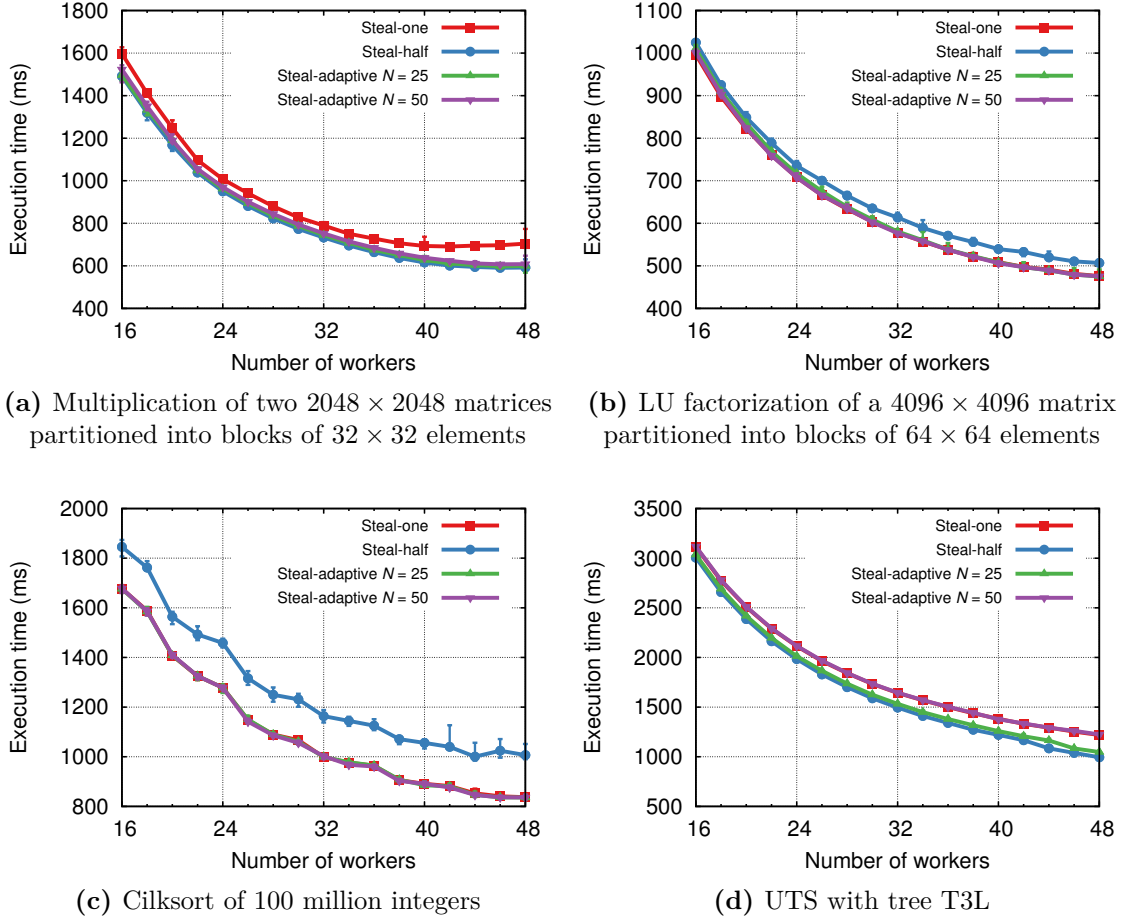 1600
1400
1200
1000
800
600
400
16 24 32 40 48
Execution time (ms)
Number of workers
Steal-one
Steal-half
Steal-adaptive N = 25
Steal-adaptive N = 50
(a) Multiplication of two 2048 × 2048 matrices
partitioned into blocks of 32 × 32 elements
1100
1000
900
800
700
600
500
400
16 24 32 40 48
Execution time (ms)
Number of workers
Steal-one
Steal-half
Steal-adaptive N = 25
Steal-adaptive N = 50
(b) LU factorization of a 4096 × 4096 matrix
partitioned into blocks of 64 × 64 elements
2000
1800
1600
1400
1200
1000
800
16 24 32 40 48
Execution time (ms)
Number of workers
Steal-one
Steal-half
Steal-adaptive N = 25
Steal-adaptive N = 50
(c) Cilksort of 100 million integers
3500
3000
2500
2000
1500
1000
500
16 24 32 40 48
Execution time (ms)
Number of workers
Steal-one
Steal-half
Steal-adaptive N = 25
Steal-adaptive N = 50
(d) UTS with tree T3L